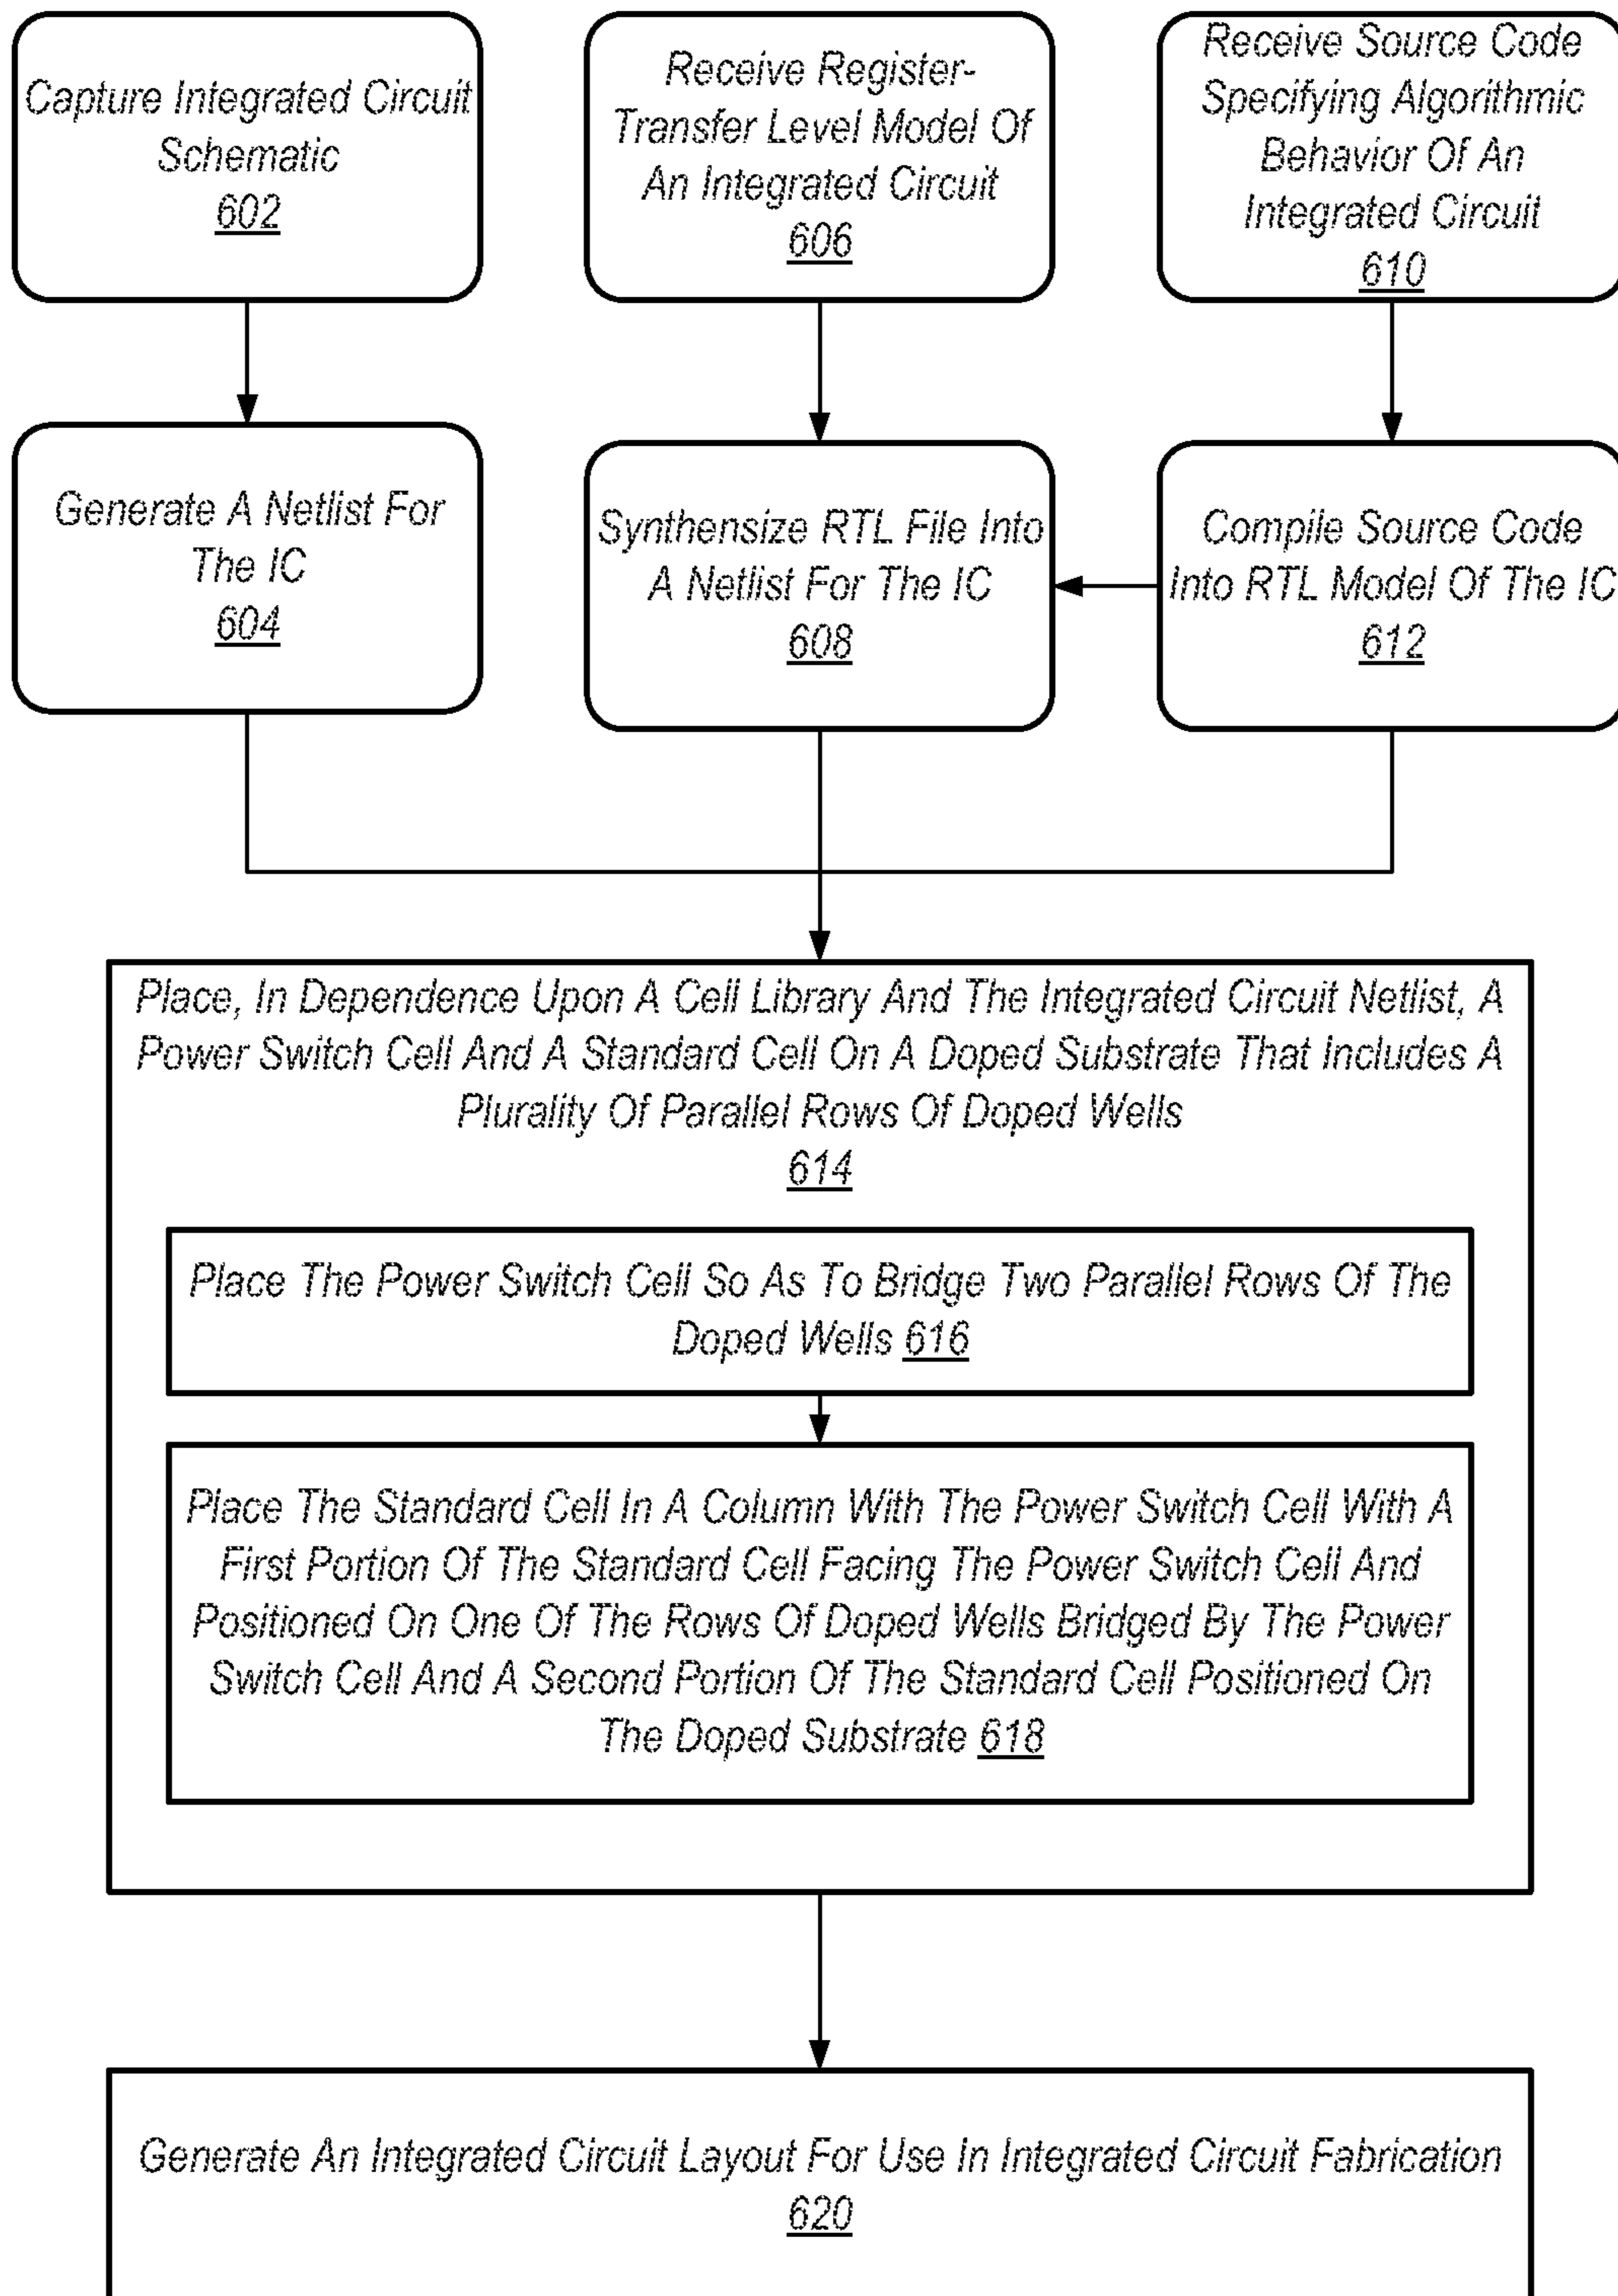 Capture Integrated Circuit
Schematic
602
Receive Register-
Transfer Level Model Of
An Integrated Circuit
606
Receive Source Code
Specifying Algorithmic
Behavior Of An
Integrated Circuit
610
Generate A Netlist For
The IC
604
Synthensize RTL File Into
A Netlist For The IC
608
Compile Source Code
Into RTL Model Of The IC
612
Place, In Dependence Upon A Cell Library And The Integrated Circuit Netlist, A
Power Switch Cell And A Standard Cell On A Doped Substrate That Includes A
Plurality Of Parallel Rows Of Doped Wells
614
Place The Power Switch Cell So As To Bridge Two Parallel Rows Of The
Doped Wells 616
Place The Standard Cell In A Column With The Power Switch Cell With A
First Portion Of The Standard Cell Facing The Power Switch Cell And
Positioned On One Of The Rows Of Doped Wells Bridged By The Power
Switch Cell And A Second Portion Of The Standard Cell Positioned On
The Doped Substrate 618
Generate An Integrated Circuit Layout For Use In Integrated Circuit Fabrication
620